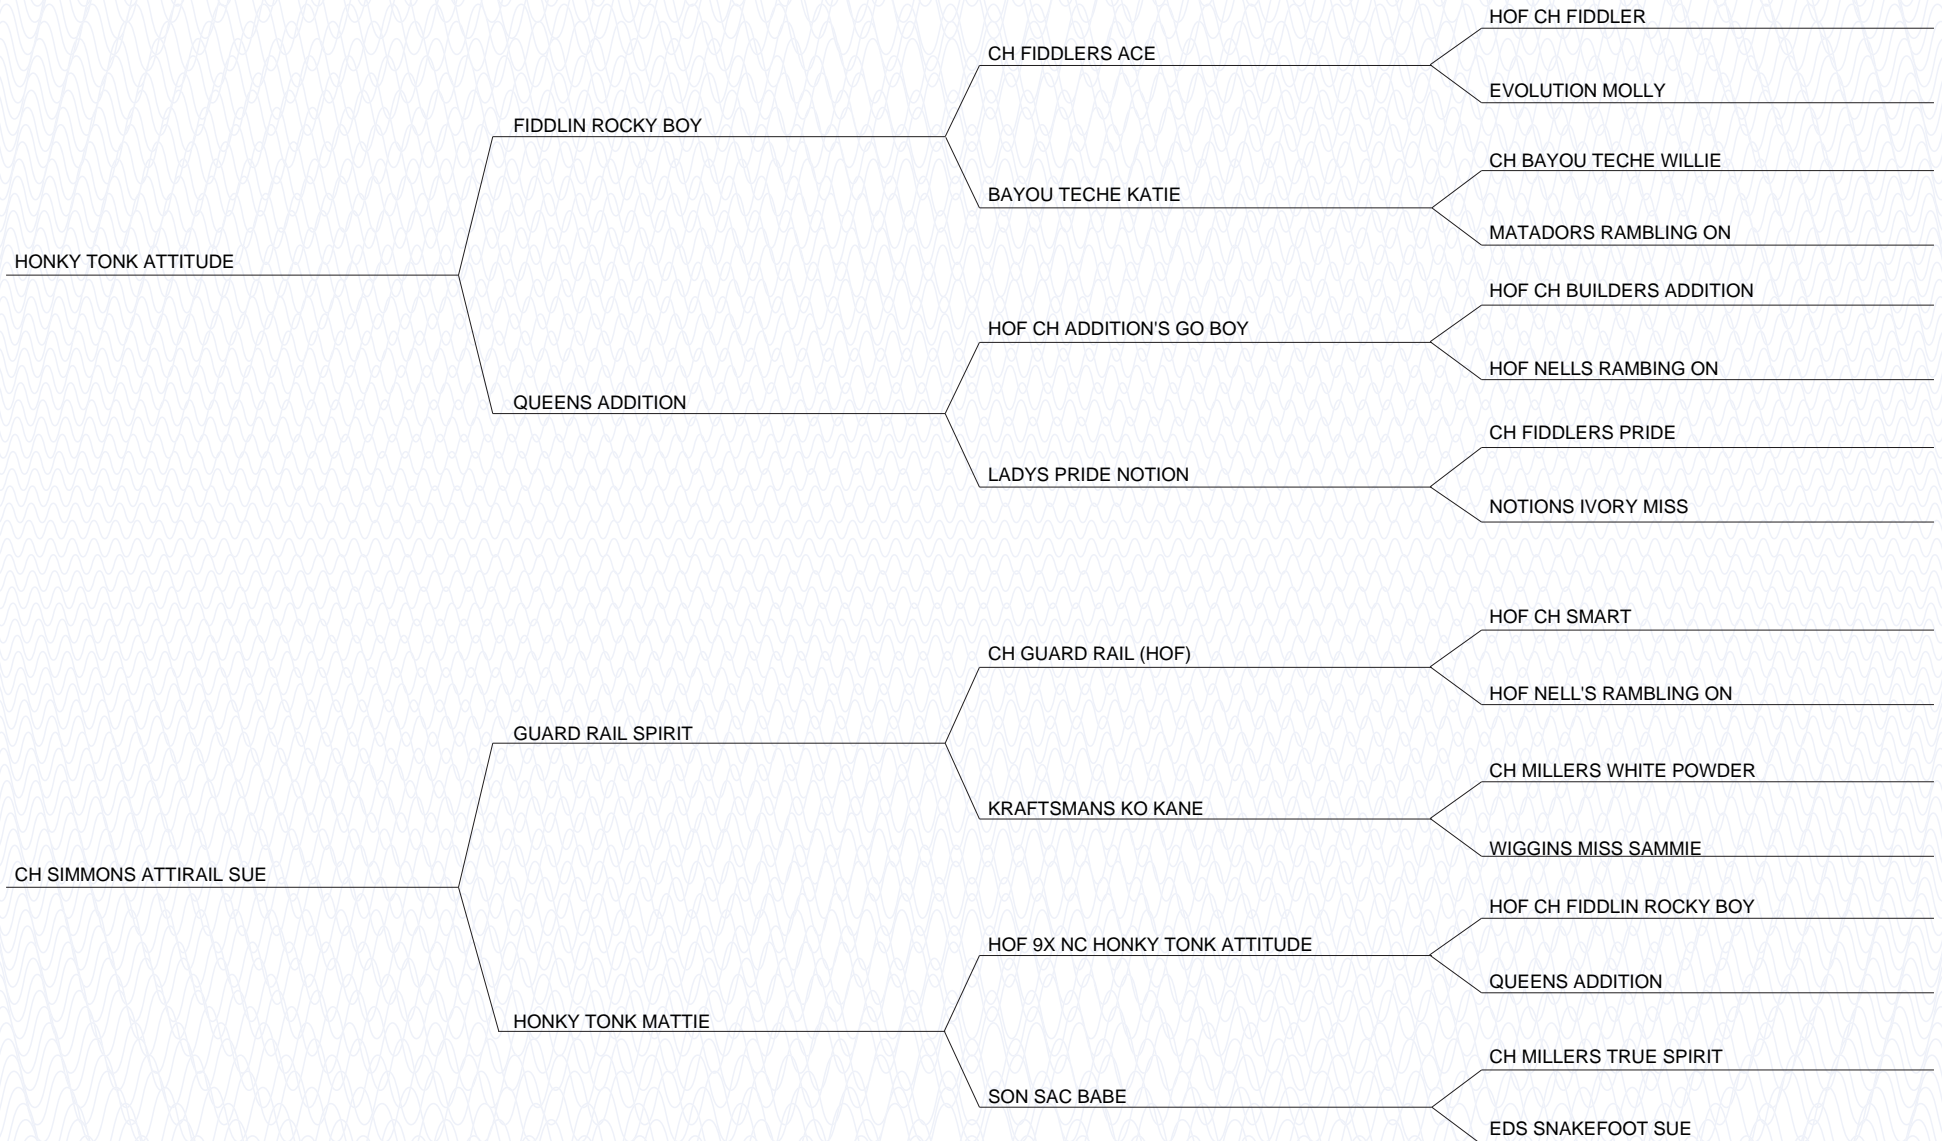 HOF CH FIDDLER
CH FIDDLERS ACE
EVOLUTION MOLLY
FIDDLIN ROCKY BOY
CH BAYOU TECHE WILLIE
BAYOU TECHE KATIE
MATADORS RAMBLING ON
HONKY TONK ATTITUDE
HOF CH BUILDERS ADDITION
HOF CH ADDITION'S GO BOY
HOF NELLS RAMBING ON
QUEENS ADDITION
CH FIDDLERS PRIDE
LADYS PRIDE NOTION
NOTIONS IVORY MISS
HOF CH SMART
CH GUARD RAIL (HOF)
HOF NELL'S RAMBLING ON
GUARD RAIL SPIRIT
CH MILLERS WHITE POWDER
KRAFTSMANS KO KANE
WIGGINS MISS SAMMIE
CH SIMMONS ATTIRAIL SUE
HOF CH FIDDLIN ROCKY BOY
HOF 9X NC HONKY TONK ATTITUDE
QUEENS ADDITION
HONKY TONK MATTIE
CH MILLERS TRUE SPIRIT
SON SAC BABE
EDS SNAKEFOOT SUE